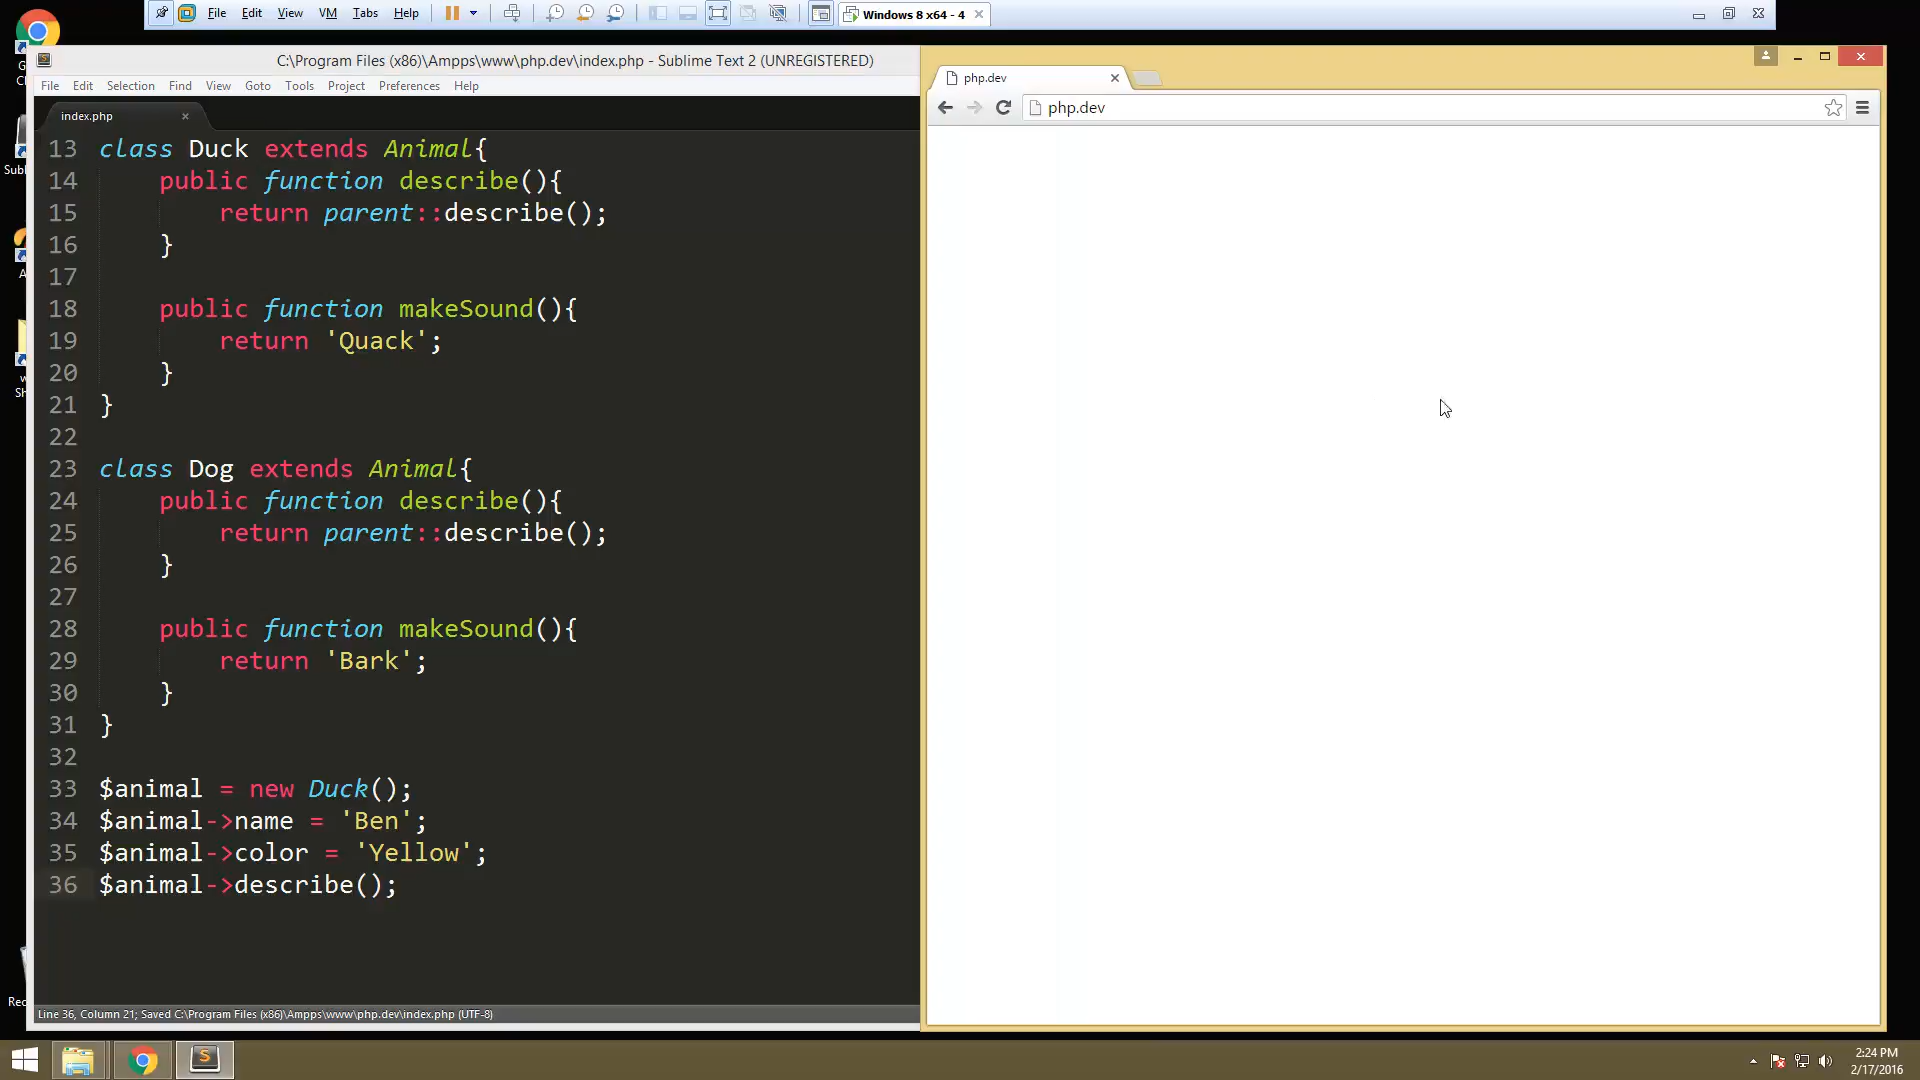 File Edit View VM Tabs Help
Windows 8 x64 - 4
C:\Program Files (x86)\Ampps\www\php.dev\index.php - Sublime Text 2 (UNREGISTERED)
File Edit Selection Find View Goto Tools Project Preferences Help
index.php
13 class Duck extends Animal{
14 public function describe(){
15 return parent::describe();
16 }
17
18 public function makeSound(){
19 return 'Quack';
20 }
21 }
22
23 class Dog extends Animal{
24 public function describe(){
25 return parent::describe();
26 }
27
28 public function makeSound(){
29 return 'Bark';
30 }
31 }
32
33 $animal = new Duck();
34 $animal->name = 'Ben';
35 $animal->color = 'Yellow';
36 $animal->describe();
Line 36, Column 21; Saved C:\Program Files (x86)\Ampps\www\php.dev\index.php (UTF-8)
php.dev
php.dev
2:24 PM
2/17/2016